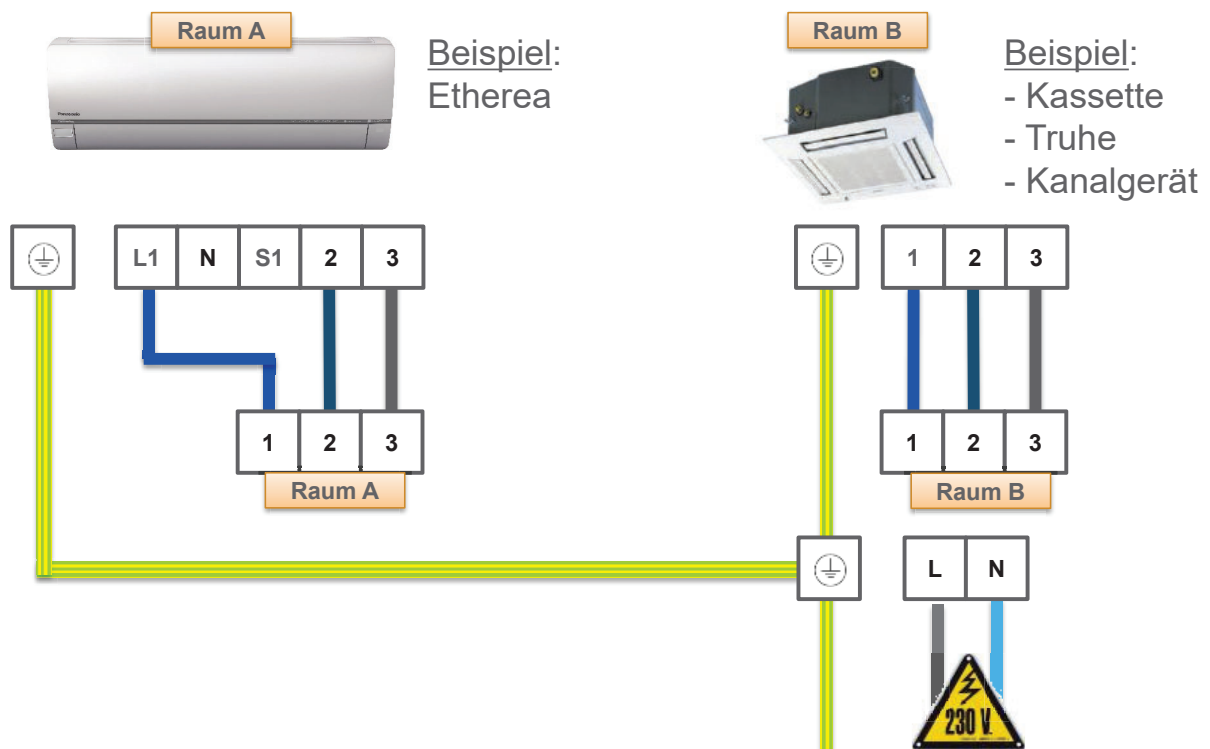 Raum A
Beispiel:
Etherea
Panasonic
Raum B
Beispiel:
- Kassette
- Truhe
- Kanalgerät
L1 N S1 2 3
1 2 3
1 2 3
Raum A
1 2 3
Raum B
L N
230 V.